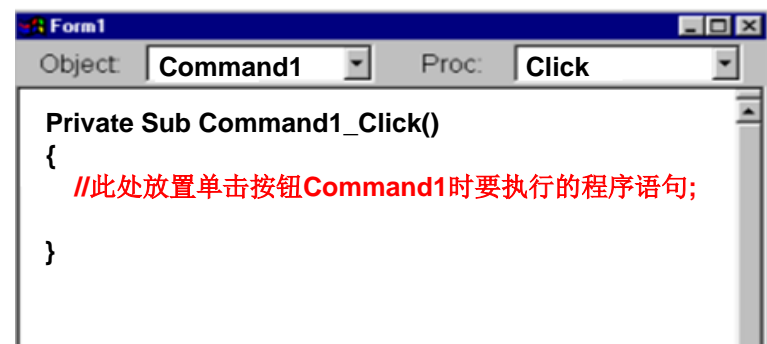 Form1
Object: Command1 Proc: Click
Private Sub Command1_Click()
{
//此处放置单击按钮Command1时要执行的程序语句;
}